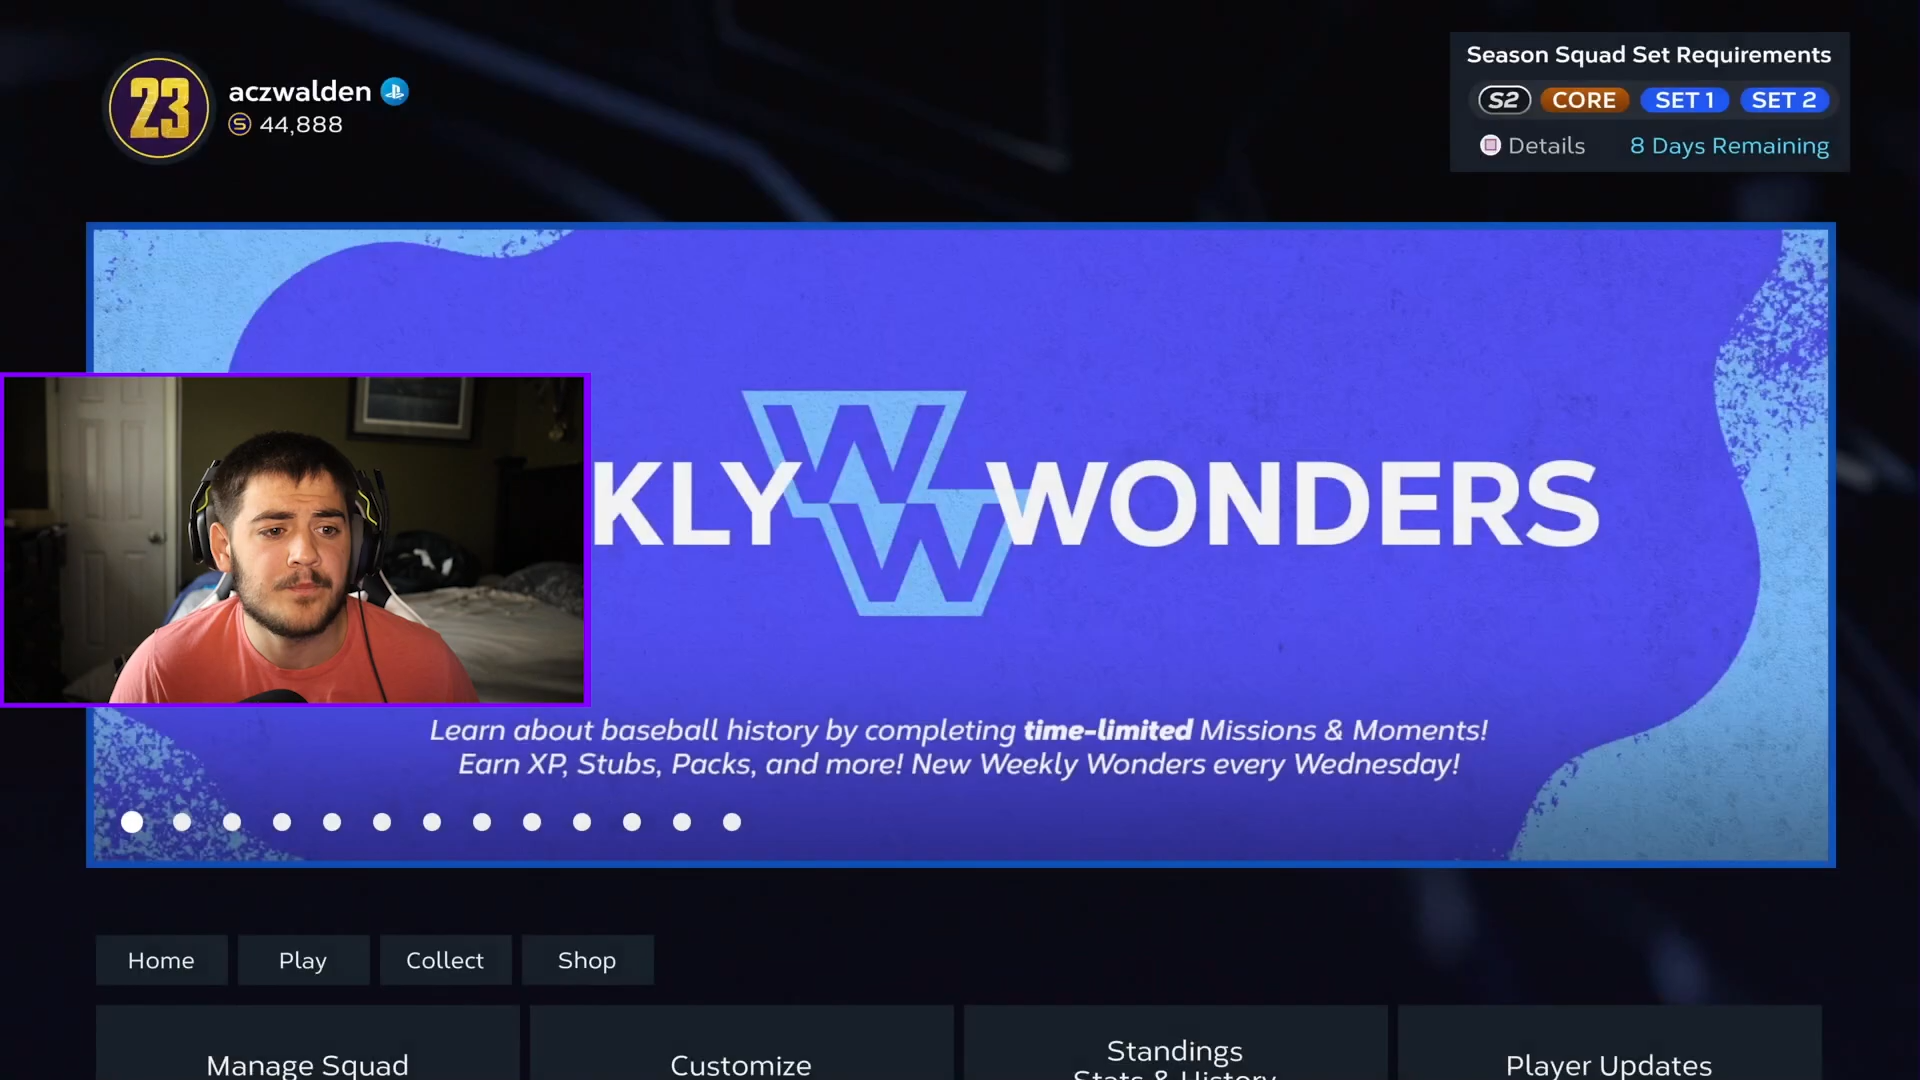 23
aczwalden
S 44,888
Season Squad Set Requirements
S2 CORE SET 1 SET 2
Details 8 Days Remaining
W
KLY WONDERS
W
Learn about baseball history by completing time-limited Missions & Moments!
Earn XP, Stubs, Packs, and more! New Weekly Wonders every Wednesday!
Home Play Collect Shop
Manage Squad Customize Standings Player Updates
Stats & History